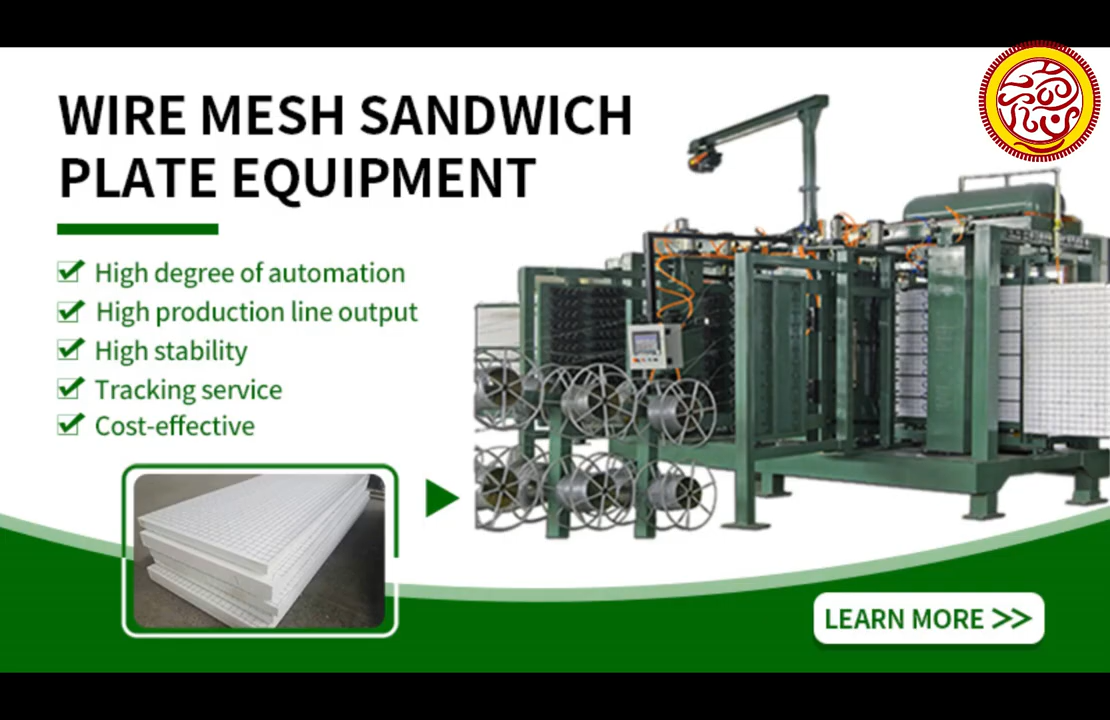 WIRE MESH SANDWICH
PLATE EQUIPMENT
High degree of automation
High production line output
High stability
Tracking service
Cost-effective
LEARN MORE >>